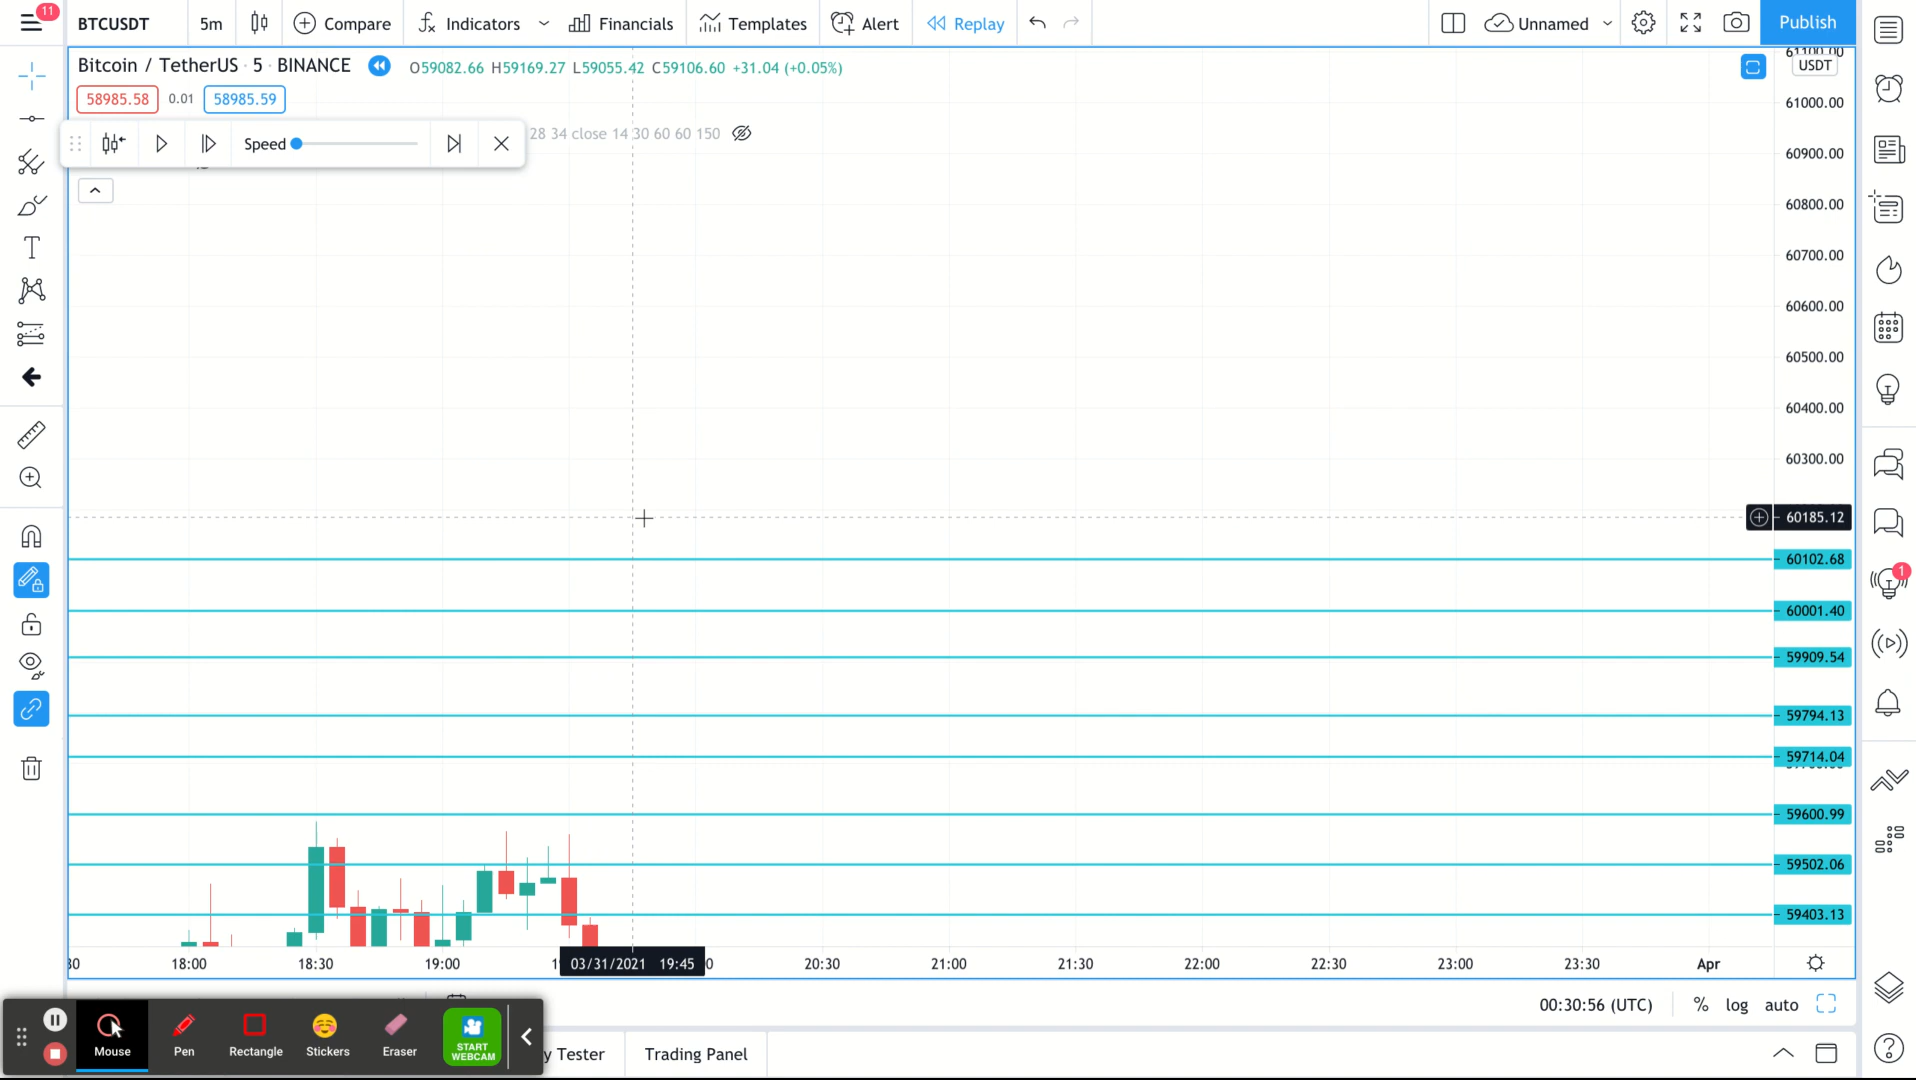 11
BTCUSDT
5m
Compare
Indicators
Financials
Templates
Alert
Replay
Unnamed
Publish
Bitcoin / TetherUS · 5 · BINANCE
O59082.66 H59169.27 L59055.42 C59106.60 +31.04 (+0.05%)
58985.58
0.01
58985.59
Speed
28 34 close 14 30 60 60 150
61100.00
USDT
61000.00
60900.00
60800.00
60700.00
60600.00
60500.00
60400.00
60300.00
60185.12
60102.68
60001.40
59909.54
59794.13
59714.04
59600.99
59502.06
59403.13
1
18:00
18:30
19:00
03/31/2021 19:45
20:30
21:00
21:30
22:00
22:30
23:00
23:30
Apr
00:30:56 (UTC)
%
log
auto
Mouse
Pen
Rectangle
Stickers
Eraser
START
WEBCAM
y Tester
Trading Panel